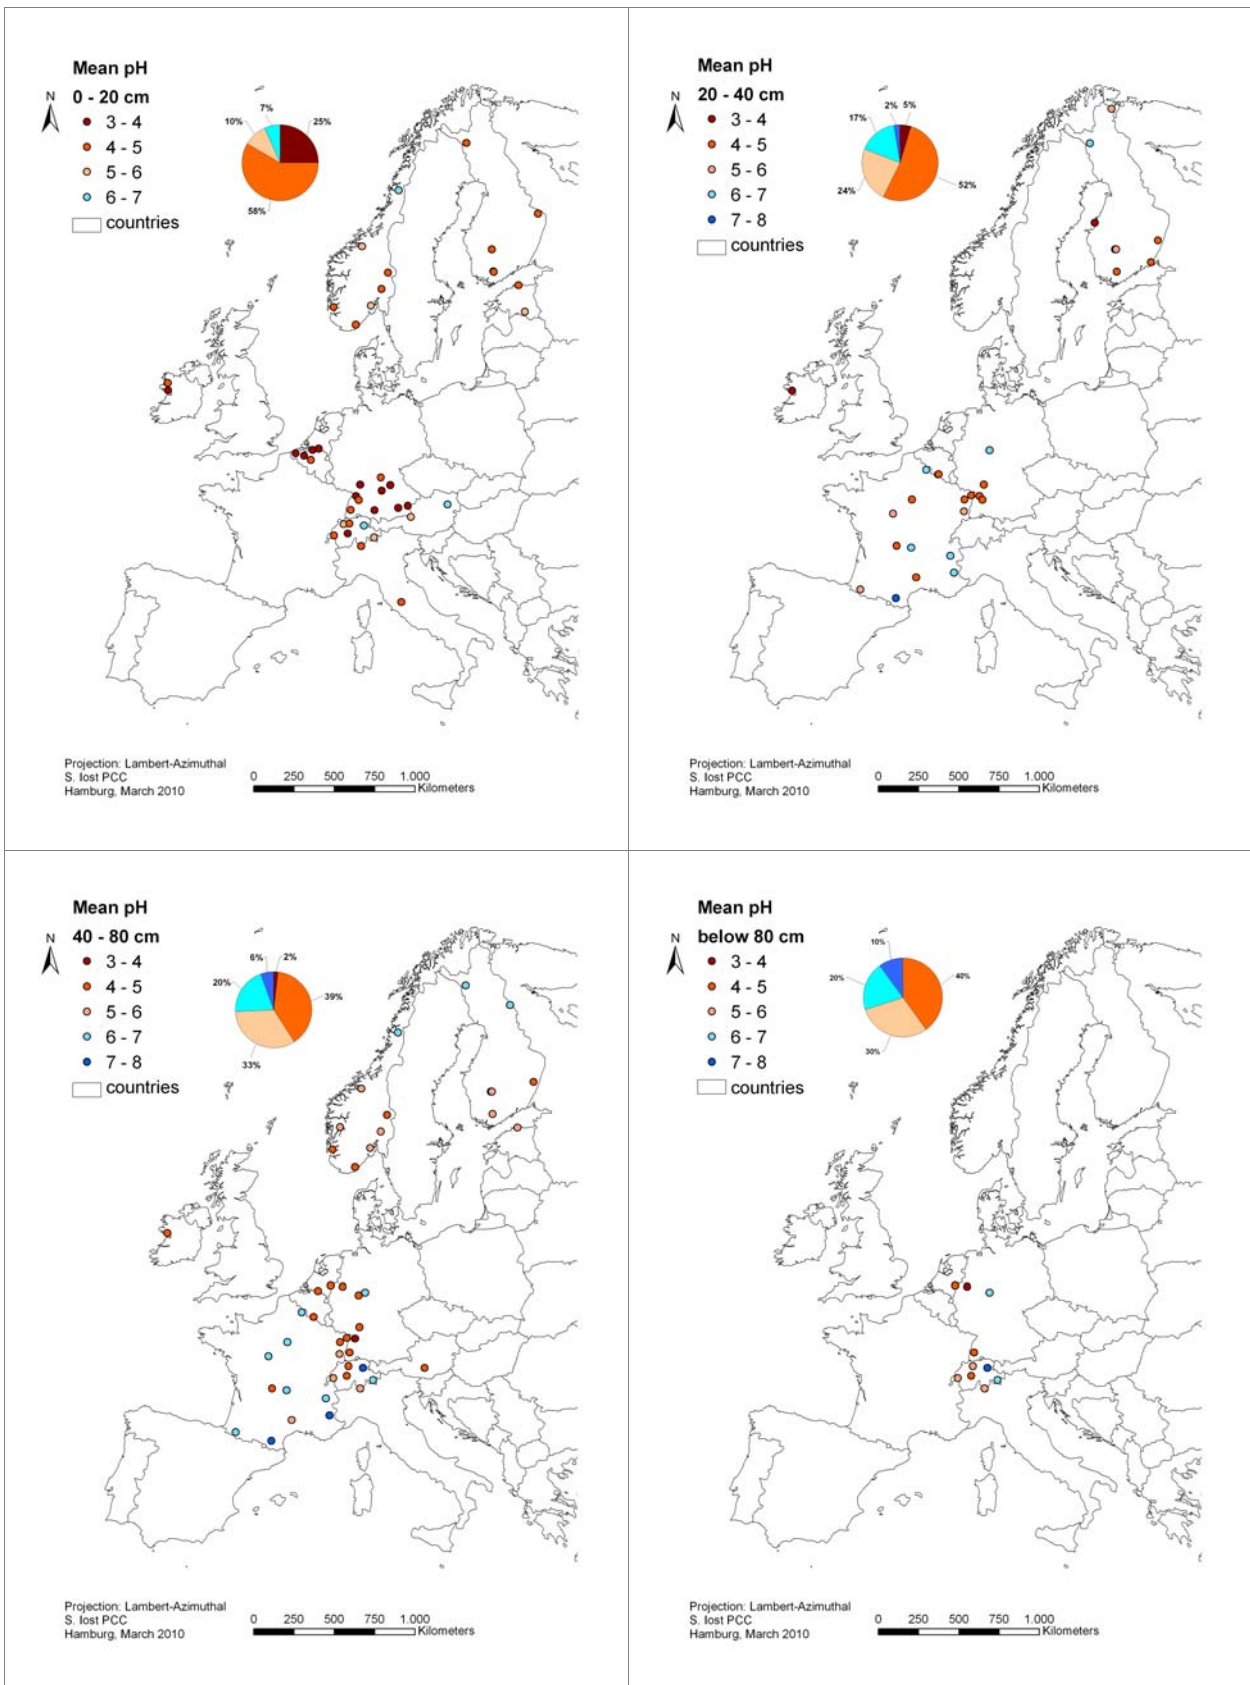 Mean pH
N
0 - 20 cm
3 - 4
4 - 5
5 - 6
6 - 7
countries
7%
10%
25%
58%
Projection: Lambert-Azimuthal
S. Iost PCC
Hamburg, March 2010
0 250 500 750 1.000
Kilometers
Mean pH
N
20 - 40 cm
3 - 4
4 - 5
5 - 6
6 - 7
7 - 8
countries
2%
5%
17%
24%
52%
Projection: Lambert-Azimuthal
S. Iost PCC
Hamburg, March 2010
0 250 500 750 1.000
Kilometers
Mean pH
N
40 - 80 cm
3 - 4
4 - 5
5 - 6
6 - 7
7 - 8
countries
6%
2%
20%
39%
33%
Projection: Lambert-Azimuthal
S. Iost PCC
Hamburg, March 2010
0 250 500 750 1.000
Kilometers
Mean pH
N
below 80 cm
3 - 4
4 - 5
5 - 6
6 - 7
7 - 8
countries
10%
40%
20%
30%
Projection: Lambert-Azimuthal
S. Iost PCC
Hamburg, March 2010
0 250 500 750 1.000
Kilometers